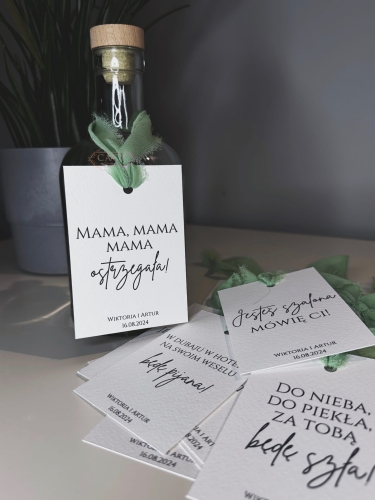 MAMA, MAMA
MAMA
ostrzegała!
WIKTORIA I ARTUR
16.08.2024
Jesteś szalona
MÓWIĘ CI!
WIKTORIA I ARTUR
16.08.2024
W DUBAJU W HOTE
NA SWOIM WESELU
będę pijana!
WIKTORIA I ARTUR
16.08.2024
DO NIEBA,
DO PIEKŁA,
ZA TOBĄ
będę szła!
ARTUR
16.08.2024